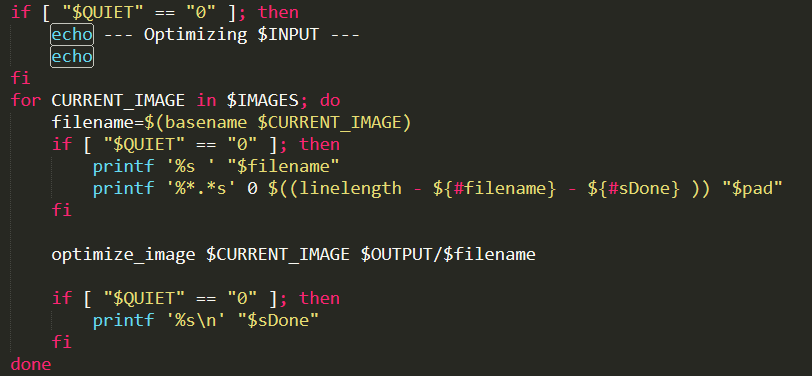 if [ "$QUIET" == "0" ]; then
    echo --- Optimizing $INPUT ---
    echo
fi
for CURRENT_IMAGE in $IMAGES; do
    filename=$(basename $CURRENT_IMAGE)
    if [ "$QUIET" == "0" ]; then
        printf '%s ' "$filename"
        printf '%*.*s' 0 $((linelength - ${#filename} - ${#sDone} )) "$pad"
    fi

    optimize_image $CURRENT_IMAGE $OUTPUT/$filename

    if [ "$QUIET" == "0" ]; then
        printf '%s\n' "$sDone"
    fi
done